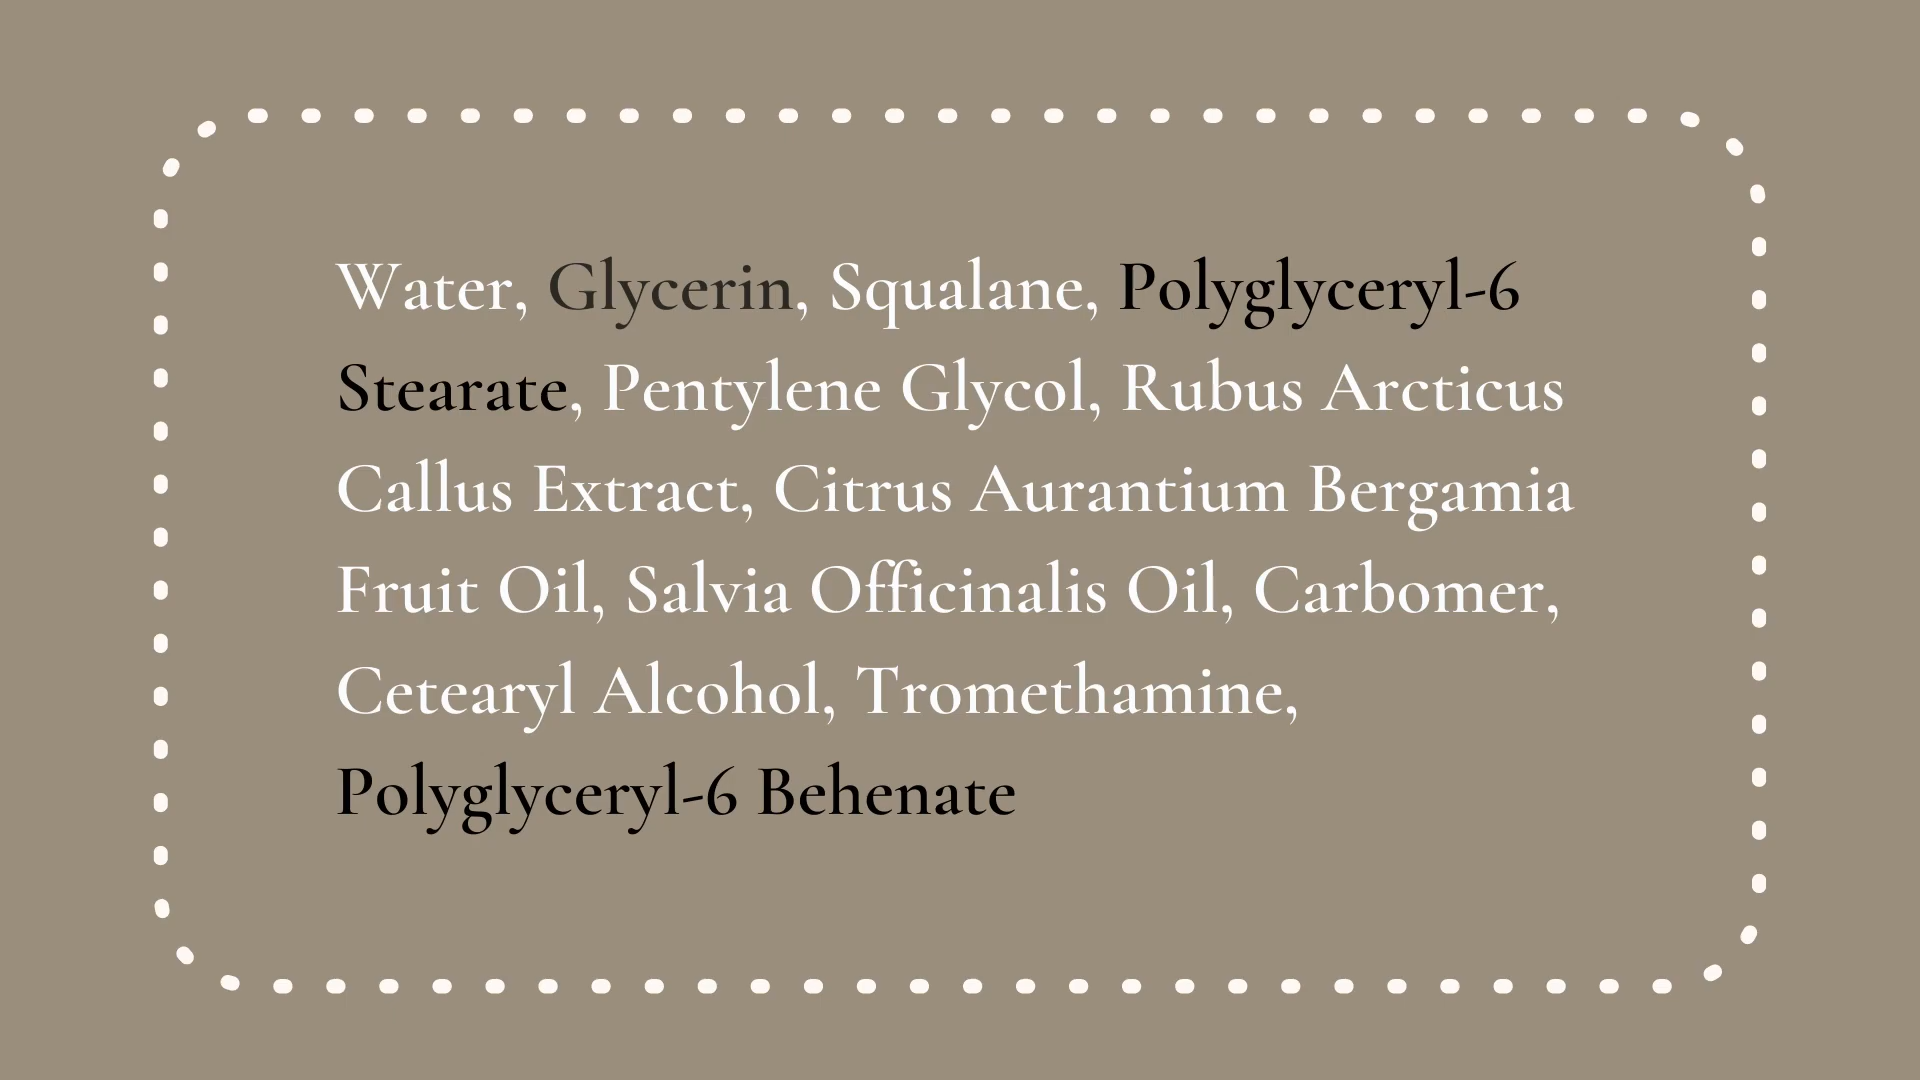 Water, Glycerin, Squalane, Polyglyceryl-6
Stearate, Pentylene Glycol, Rubus Arcticus
Callus Extract, Citrus Aurantium Bergamia
Fruit Oil, Salvia Officinalis Oil, Carbomer,
Cetearyl Alcohol, Tromethamine,
Polyglyceryl-6 Behenate